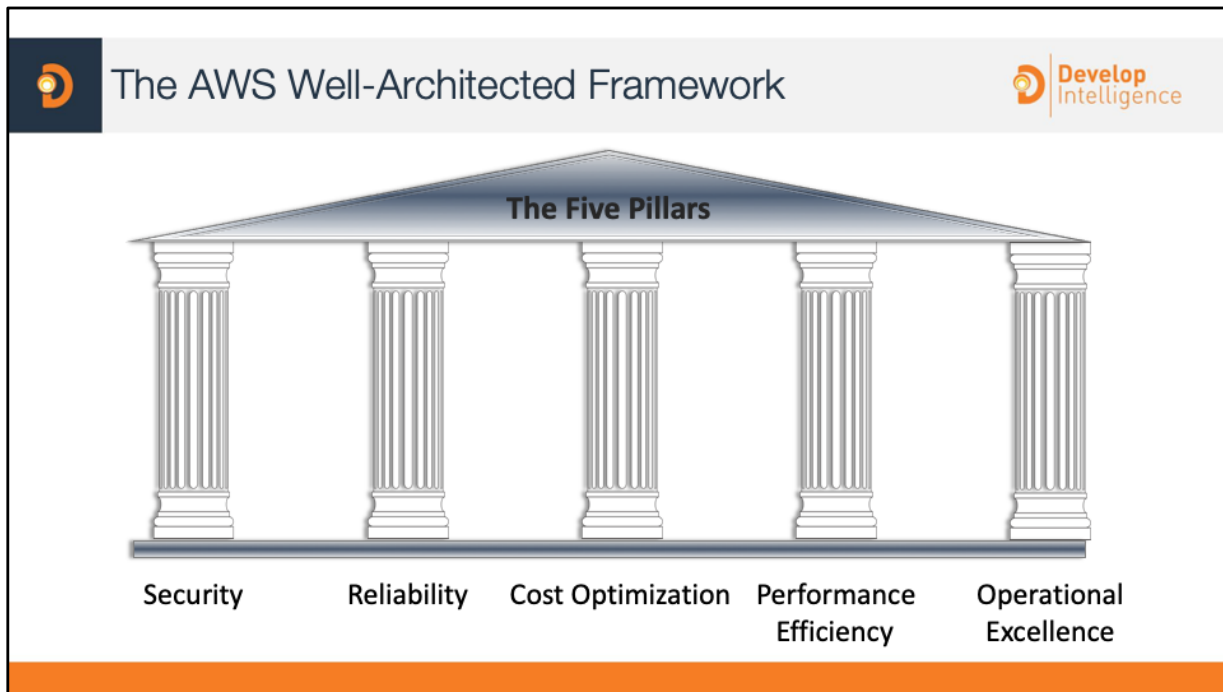 The AWS Well-Architected Framework
Develop
Intelligence
The Five Pillars
Security
Reliability
Cost Optimization
Performance
Efficiency
Operational
Excellence